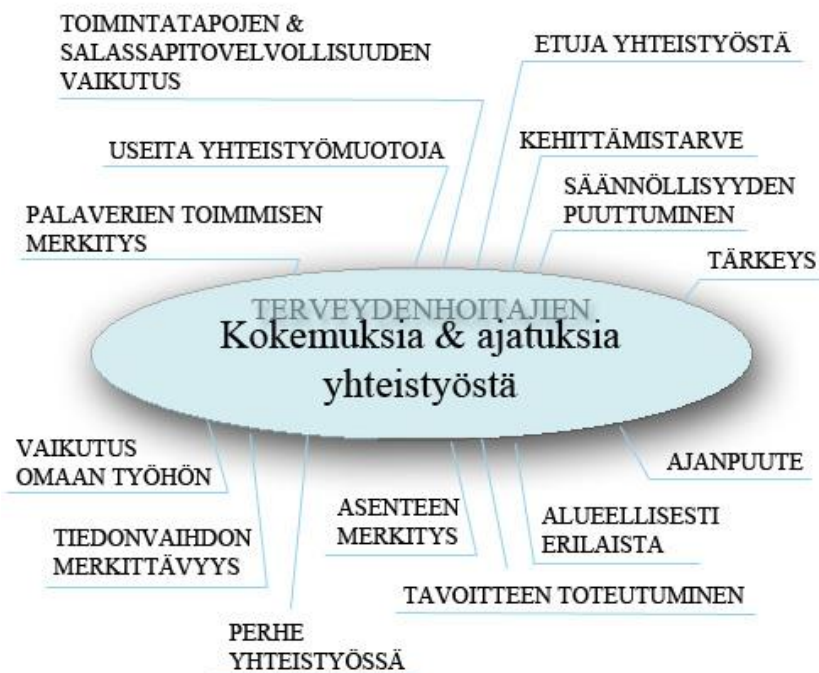 TOIMINTATAPOJEN &
SALASSAPITOVELVOLLISUUDEN
VAIKUTUS
ETUJA YHTEISTYÖSTÄ
USEITA YHTEISTYÖMUOTOJA
KEHITTÄMISTARVE
SÄÄNNÖLLISYYDEN
PUUTTUMINEN
PALAVERIEN TOIMIMISEN
MERKITYS
TÄRKEYS
TERVEYDENHOITAJIEN
Kokemuksia & ajatuksia
yhteistyöstä
VAIKUTUS
OMAAN TYÖHÖN
AJANPUUTE
ASENTEEN
MERKITYS
ALUEELLISESTI
ERILAISTA
TIEDONVAIHDON
MERKITTÄVYYS
TAVOITTEEN TOTEUTUMINEN
PERHE
YHTEISTYÖSSÄ